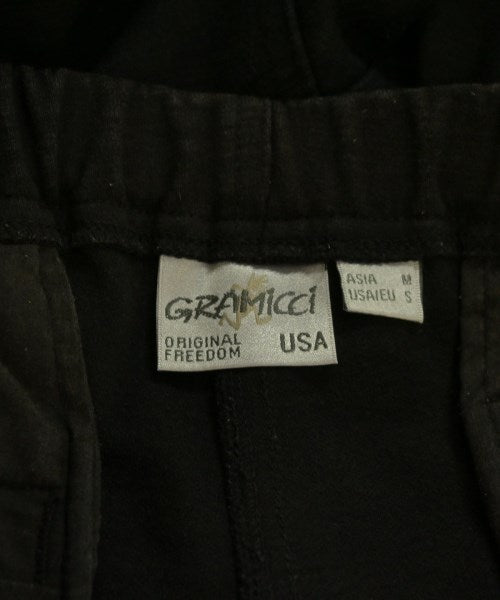 GRAMICCI
ORIGINAL
FREEDOM
USA
ASIA M
USA/EU S